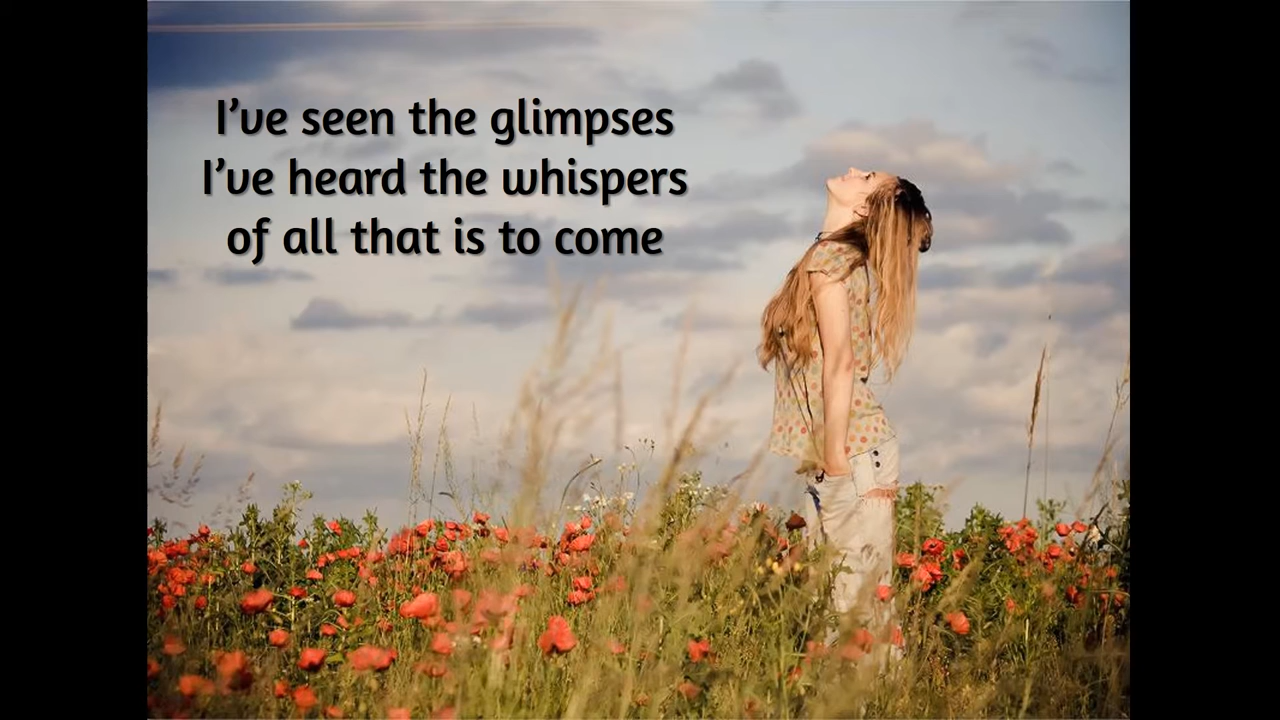 I’ve seen the glimpses
I’ve heard the whispers
of all that is to come